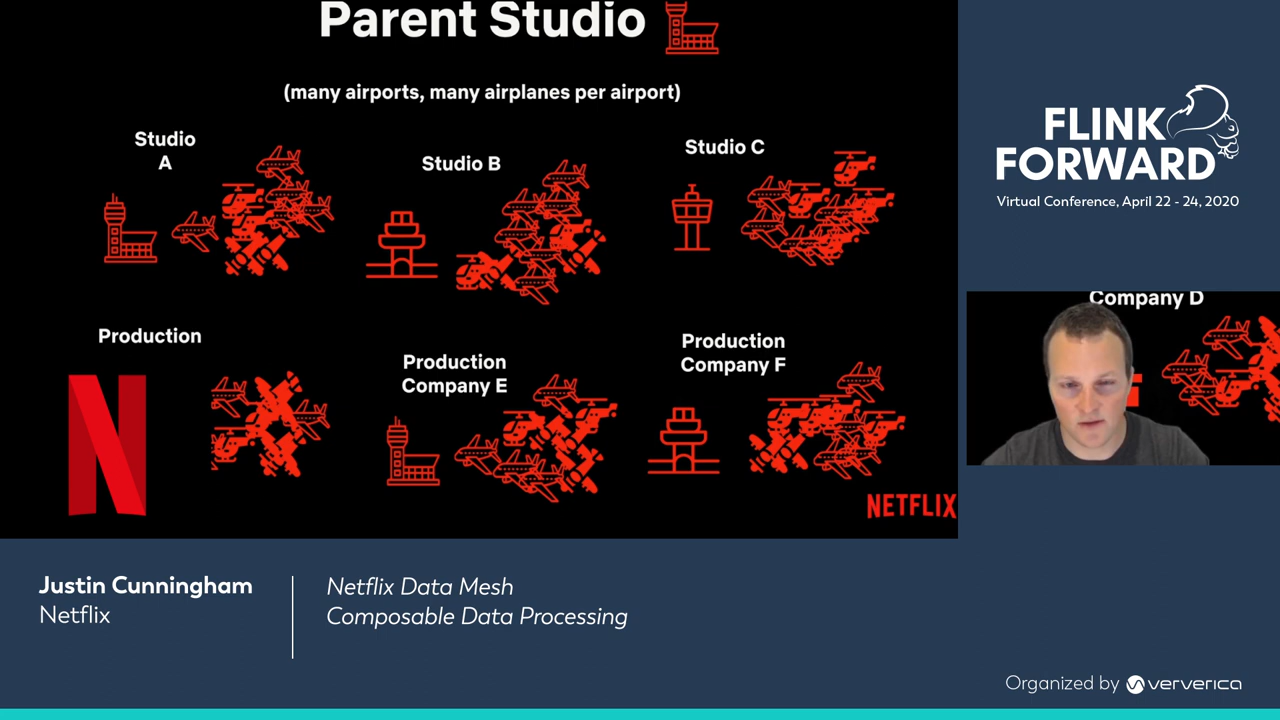 Parent Studio
(many airports, many airplanes per airport)
Studio
A
Studio B
Studio C
Production
Production
Company E
Production
Company F
N
NETFLIX
FLINK
FORWARD
Virtual Conference, April 22 - 24, 2020
Company D
Justin Cunningham
Netflix
Netflix Data Mesh
Composable Data Processing
Organized by ververica